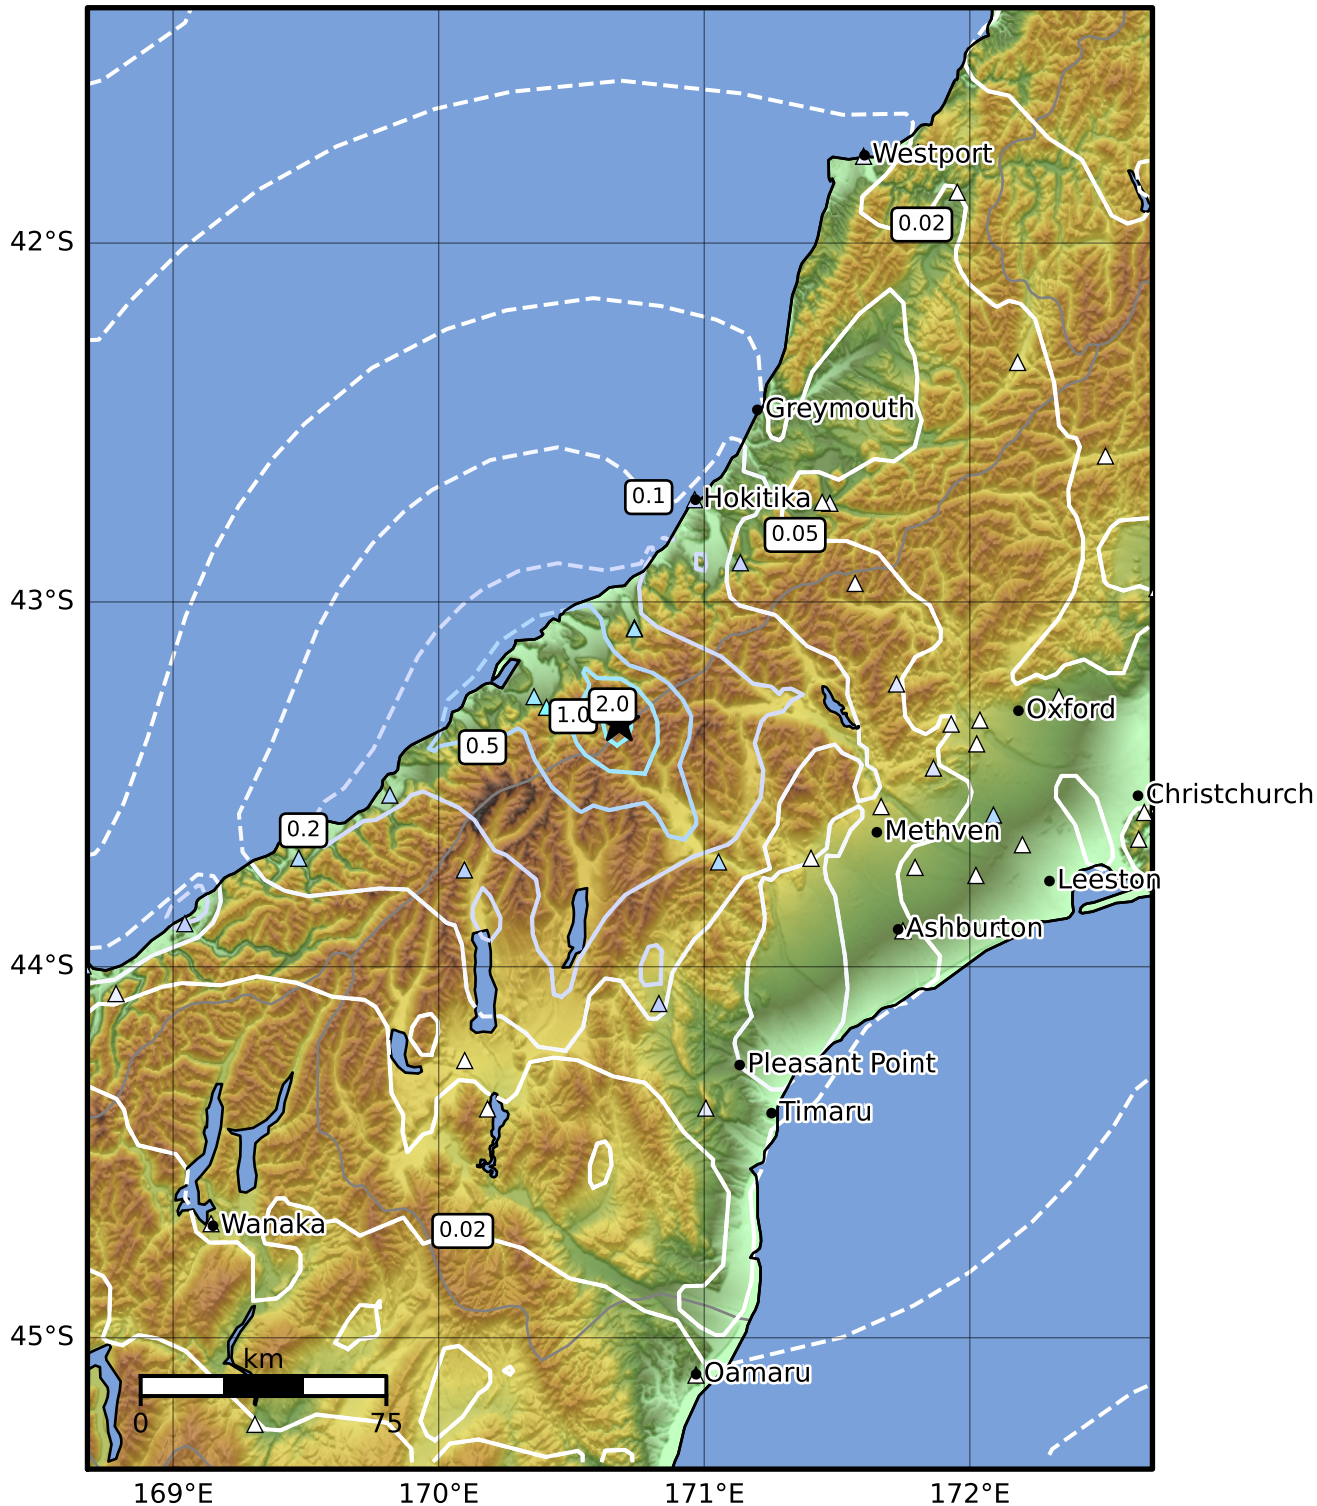 Westport
0.02
42°S
Greymouth
0.1
Hokitika
0.05
43°S
2.0
1.0
Oxford
0.5
Christchurch
0.2
Methven
Leeston
Ashburton
44°S
Pleasant Point
Timaru
Wanaka
0.02
45°S
km
Oamaru
0
75
169°E
170°E
171°E
172°E